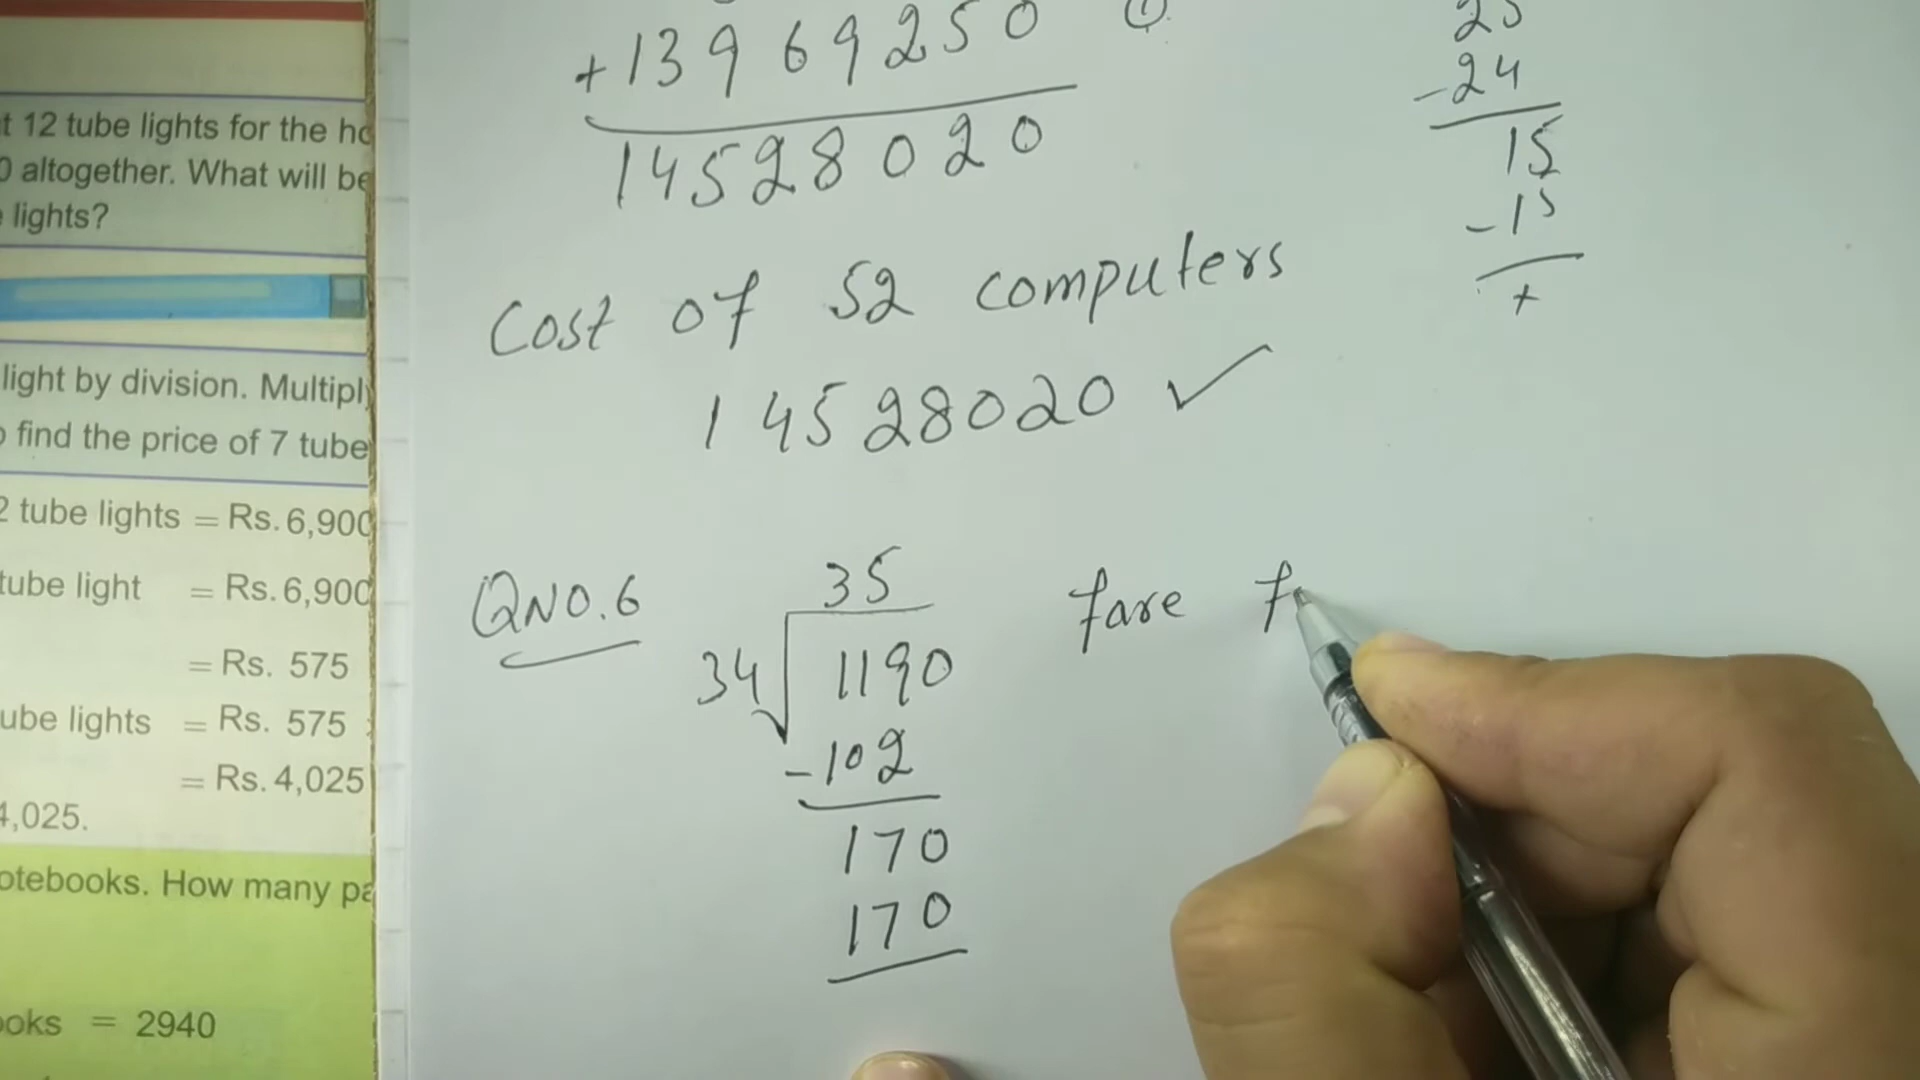 t 12 tube lights for the
0 altogether. What will be
lights?
light by division. Multiply
find the price of 7 tube
2 tube lights = Rs. 6,900
tube light = Rs. 6,900
= Rs. 575
ube lights = Rs. 575
= Rs. 4,025
4,025.
otebooks. How many pa
ooks = 2940
+13969250
14528020
25
-24
15
-15
+
Cost of 52 computers
14528020 ✓
QNO.6
35
34 1190
-102
170
170
fare f